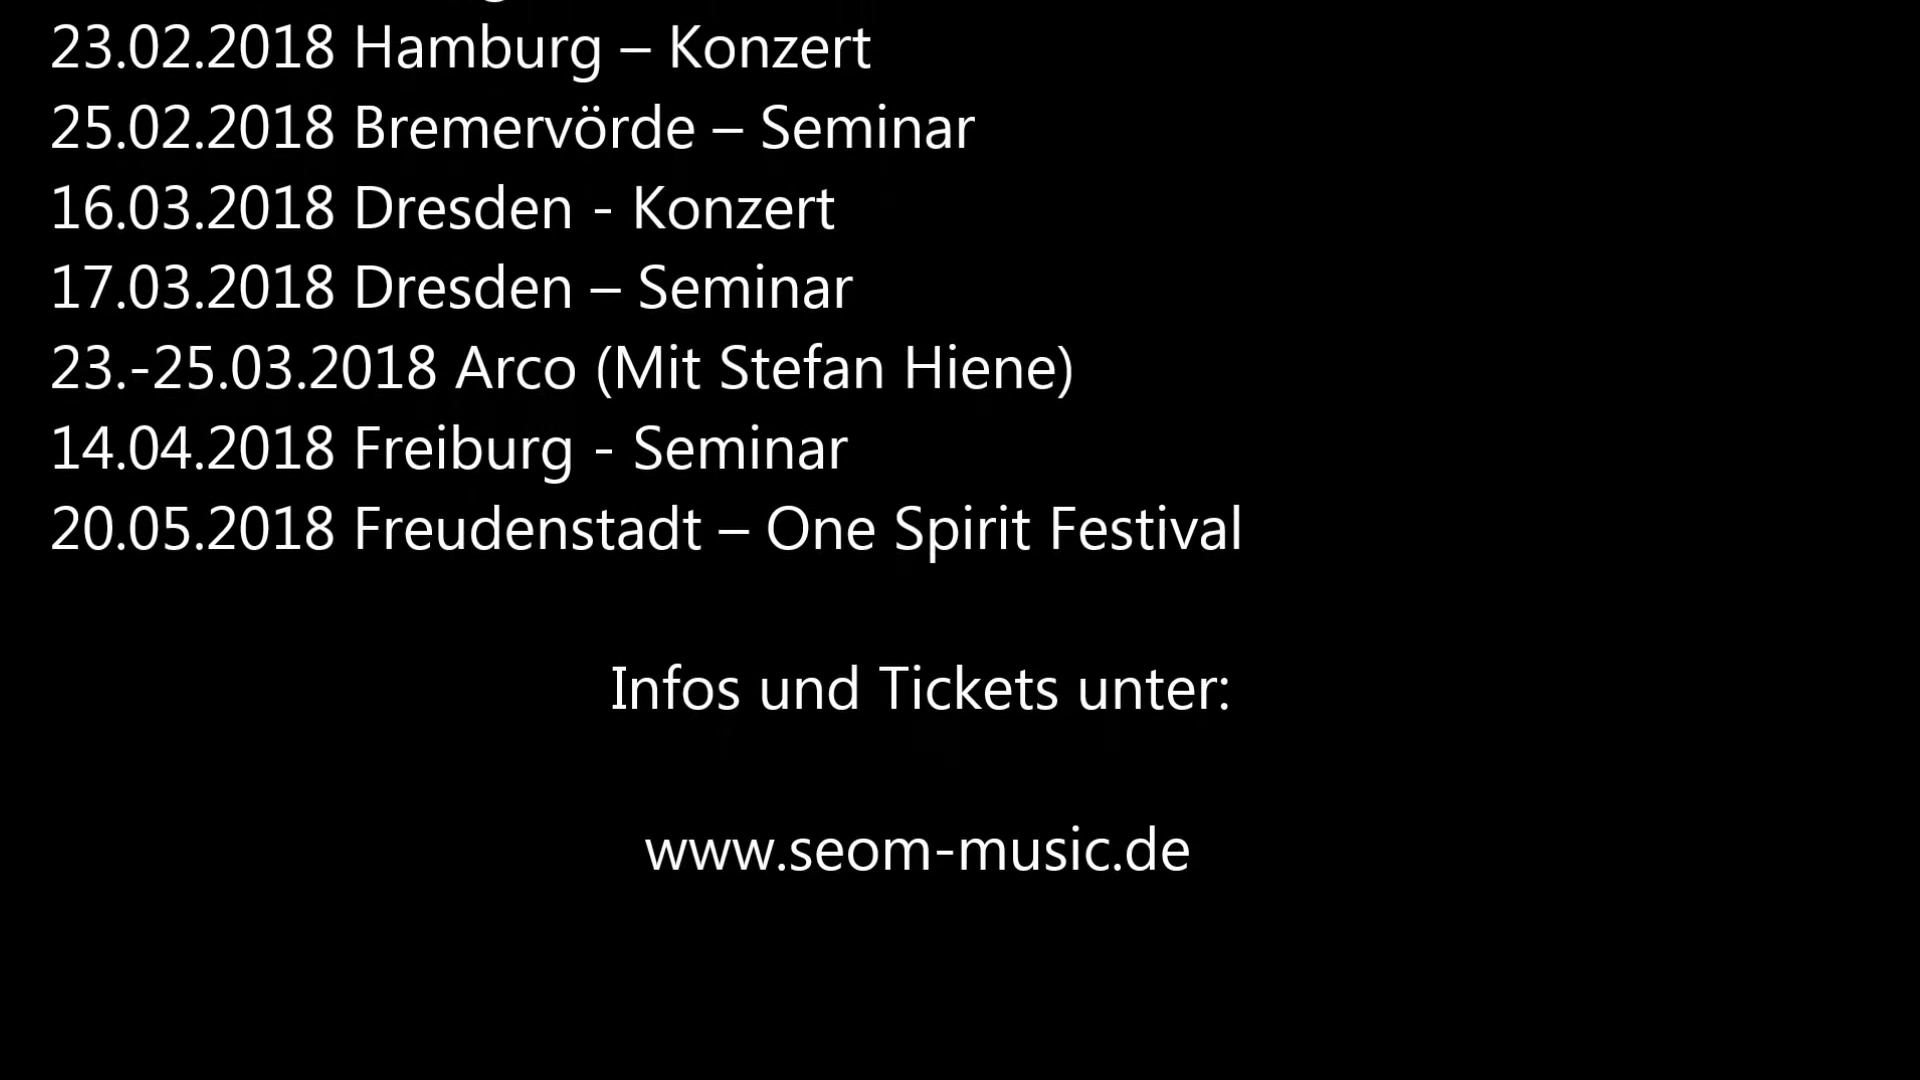 23.02.2018 Hamburg – Konzert
25.02.2018 Bremervörde – Seminar
16.03.2018 Dresden - Konzert
17.03.2018 Dresden – Seminar
23.-25.03.2018 Arco (Mit Stefan Hiene)
14.04.2018 Freiburg - Seminar
20.05.2018 Freudenstadt – One Spirit Festival
Infos und Tickets unter:
www.seom-music.de